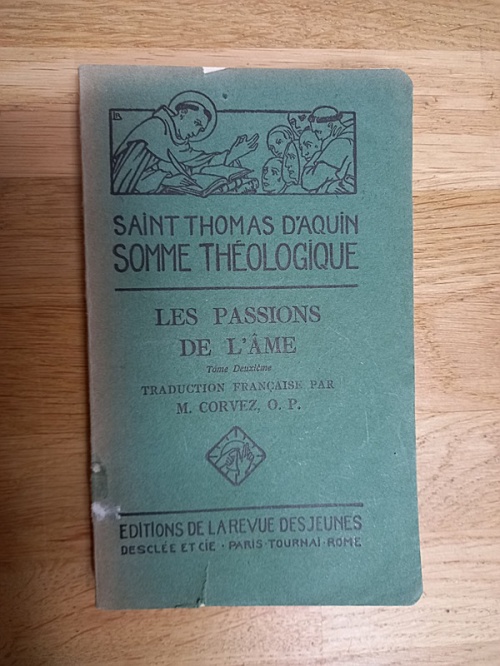 SAINT THOMAS D'AQUIN
SOMME THÉOLOGIQUE
LES PASSIONS
DE L'ÂME
Tome Deuxième
TRADUCTION FRANÇAISE PAR
M. CORVEZ, O. P.
EDITIONS DE LA REVUE DES JEUNES
DESCLÉE ET CIE · PARIS · TOURNAI · ROME